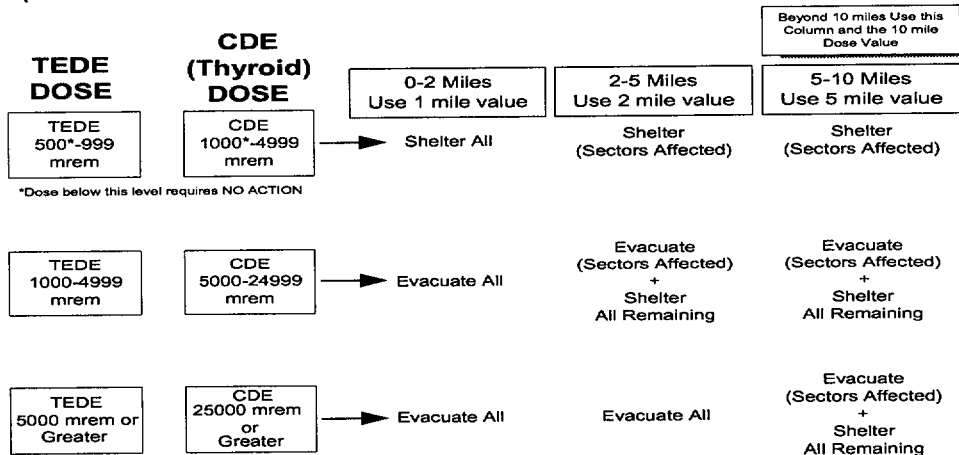 Beyond 10 miles Use this
Column and the 10 mile
Dose Value
TEDE
DOSE
CDE
(Thyroid)
DOSE
0-2 Miles
Use 1 mile value
2-5 Miles
Use 2 mile value
5-10 Miles
Use 5 mile value
TEDE
500*-999
mrem
CDE
1000*-4999
mrem
Shelter All
Shelter
(Sectors Affected)
Shelter
(Sectors Affected)
*Dose below this level requires NO ACTION
TEDE
1000-4999
mrem
CDE
5000-24999
mrem
Evacuate All
Evacuate
(Sectors Affected)
+
Shelter
All Remaining
Evacuate
(Sectors Affected)
+
Shelter
All Remaining
TEDE
5000 mrem or
Greater
CDE
25000 mrem
or
Greater
Evacuate All
Evacuate All
Evacuate
(Sectors Affected)
+
Shelter
All Remaining